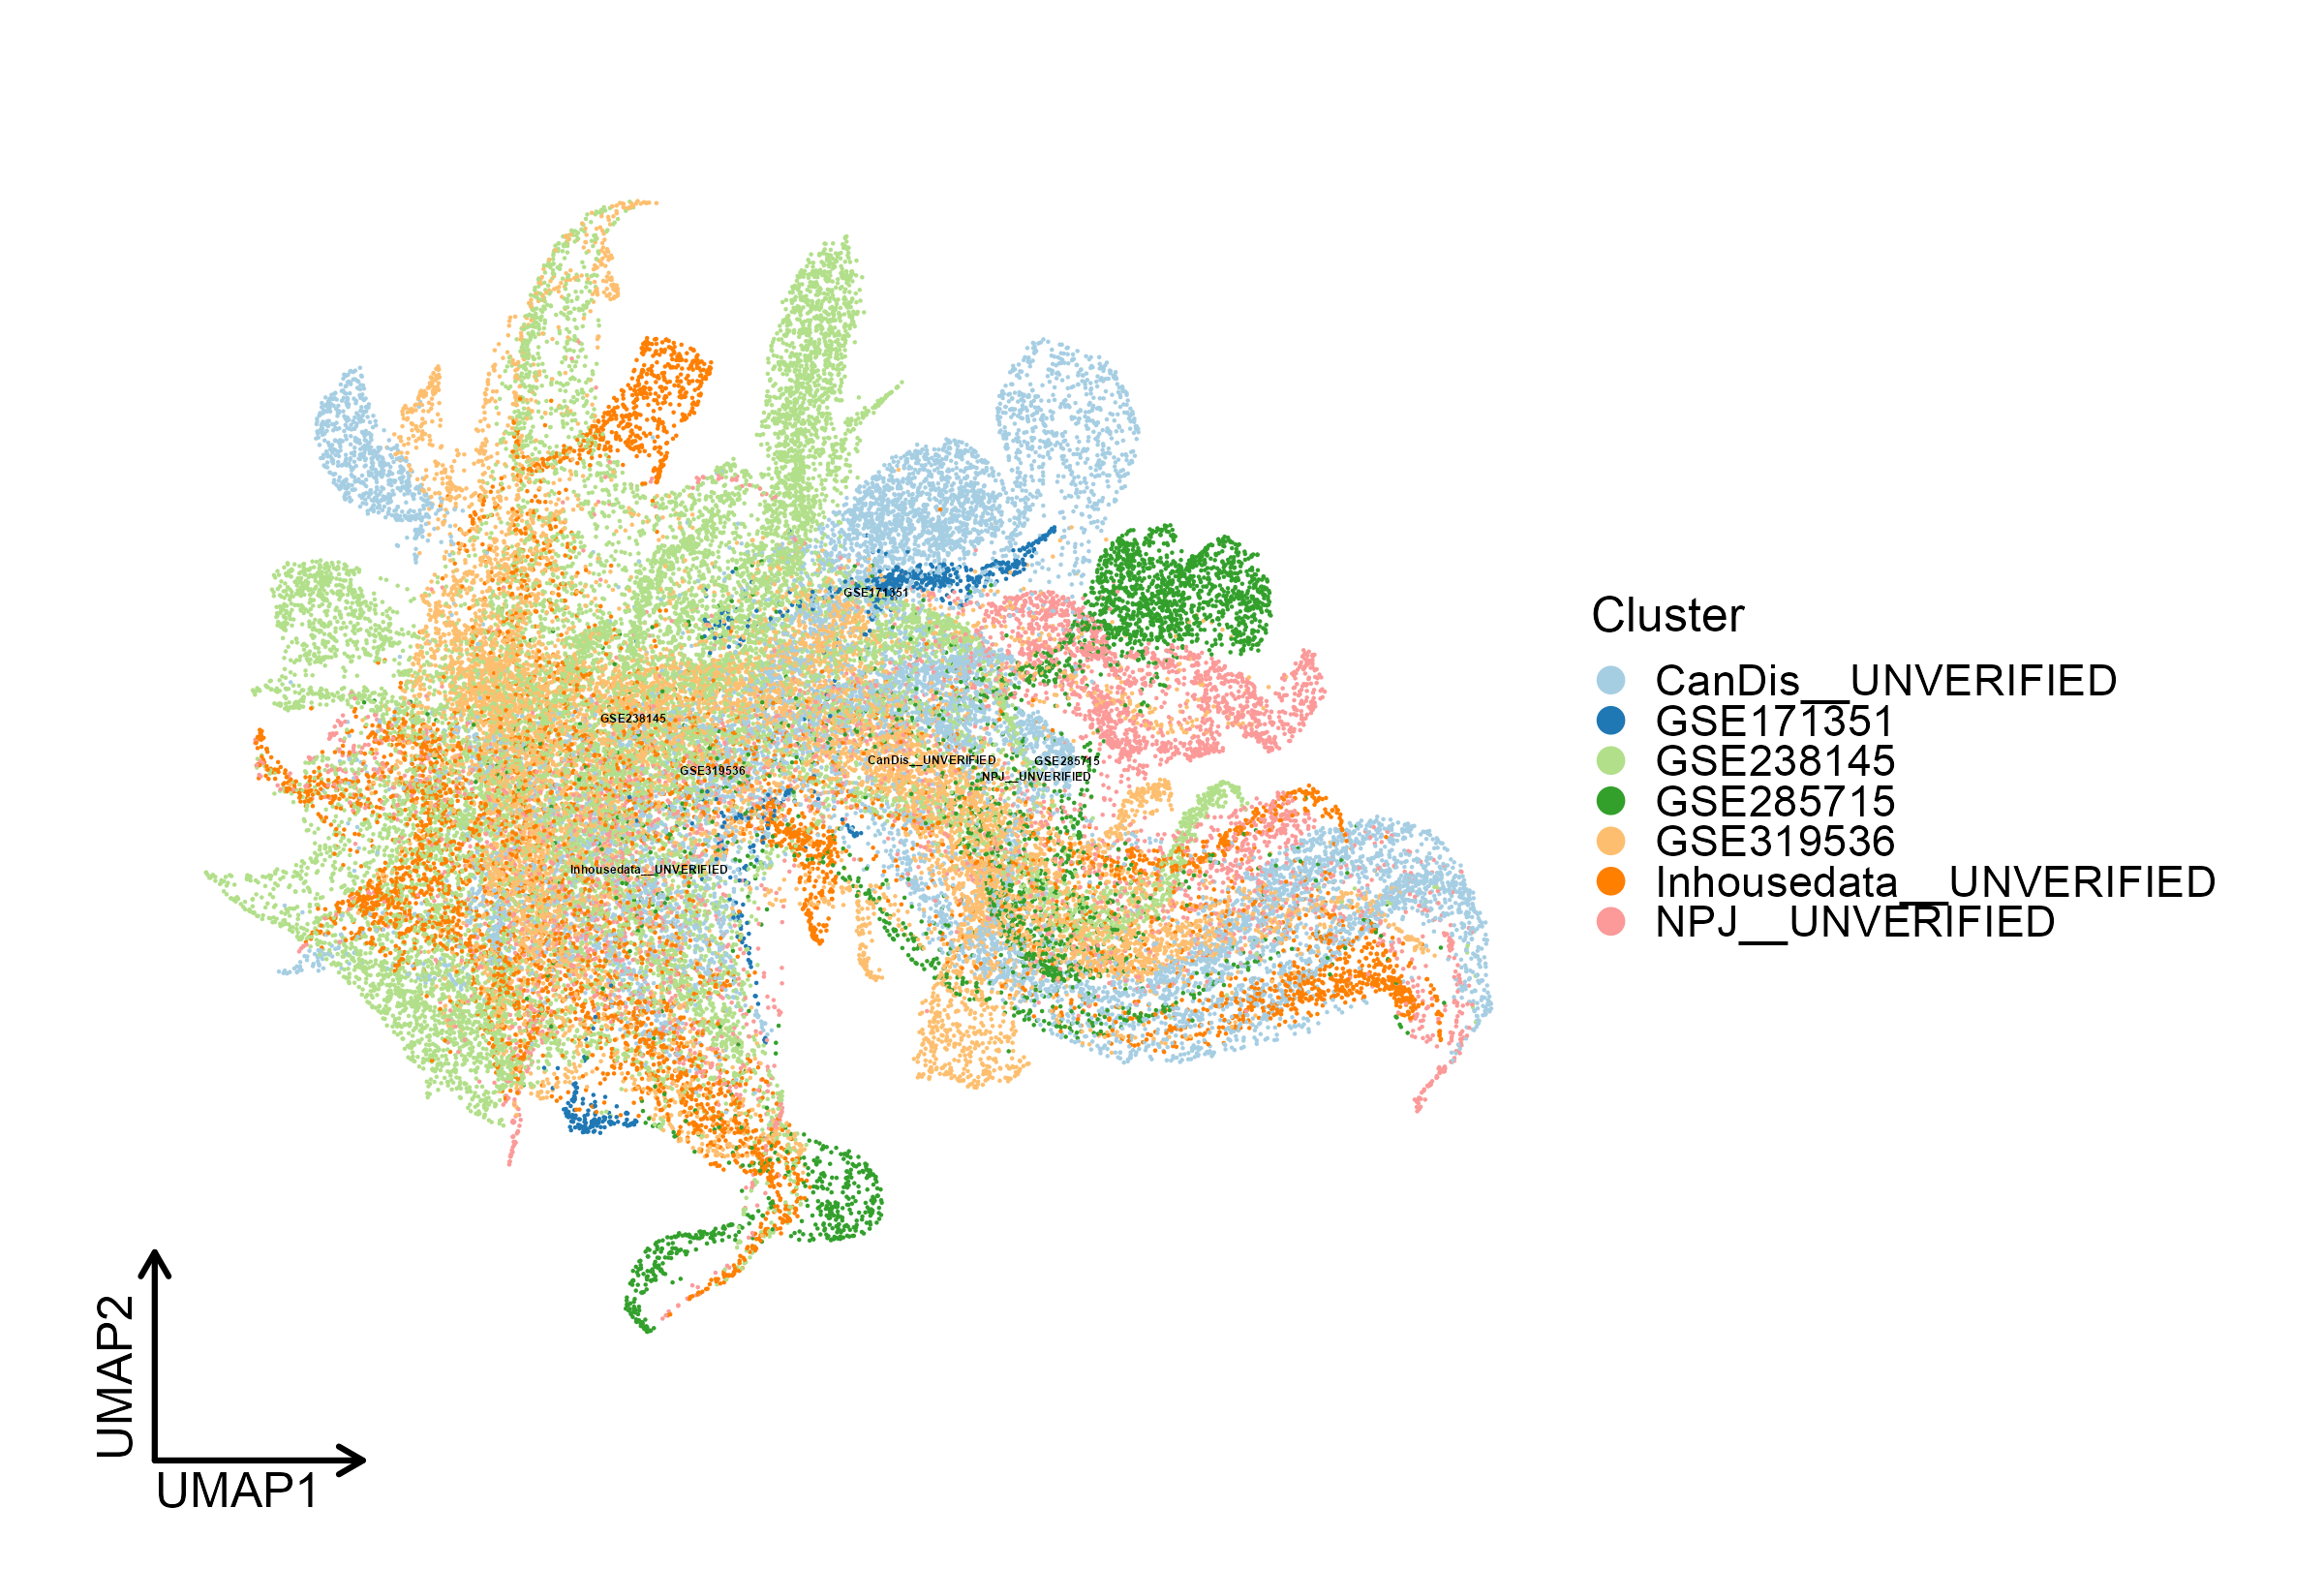 GSE171351
GSE238145
CanDis__UNVERIFIED
GSE285715
GSE319536
NPJ__UNVERIFIED
Inhousedata__UNVERIFIED
Cluster
CanDis__UNVERIFIED
GSE171351
GSE238145
GSE285715
GSE319536
Inhousedata__UNVERIFIED
NPJ__UNVERIFIED
UMAP2
UMAP1